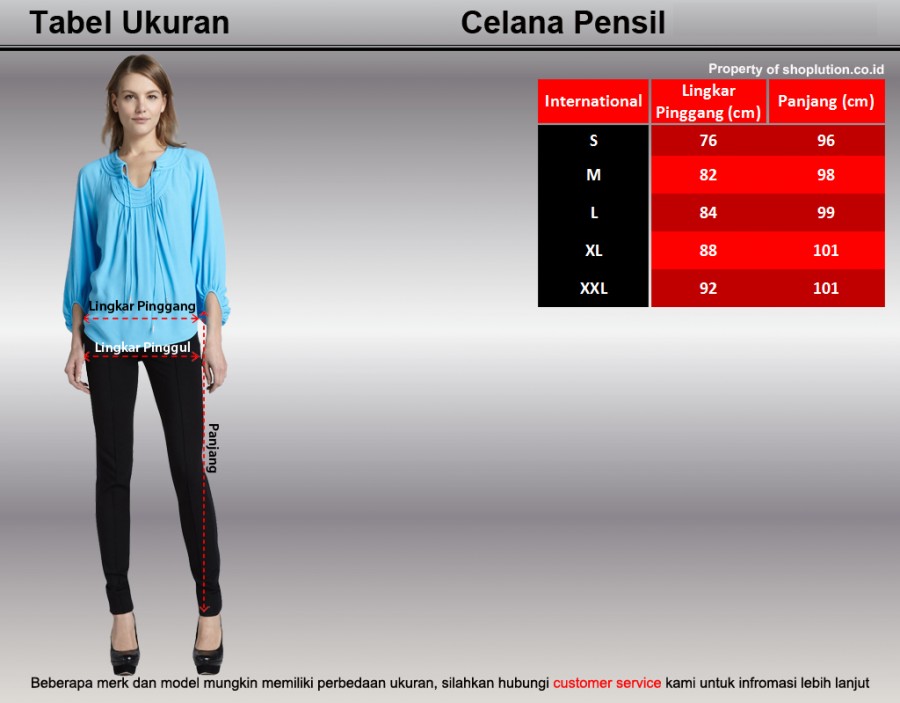 Tabel Ukuran Celana Pensil
Property of shoplution.co.id
International Lingkar Pinggang (cm) Panjang (cm)
S 76 96
M 82 98
L 84 99
XL 88 101
XXL 92 101
Lingkar Pinggang
Lingkar Pinggul
Panjang
Beberapa merk dan model mungkin memiliki perbedaan ukuran, silahkan hubungi customer service kami untuk infromasi lebih lanjut